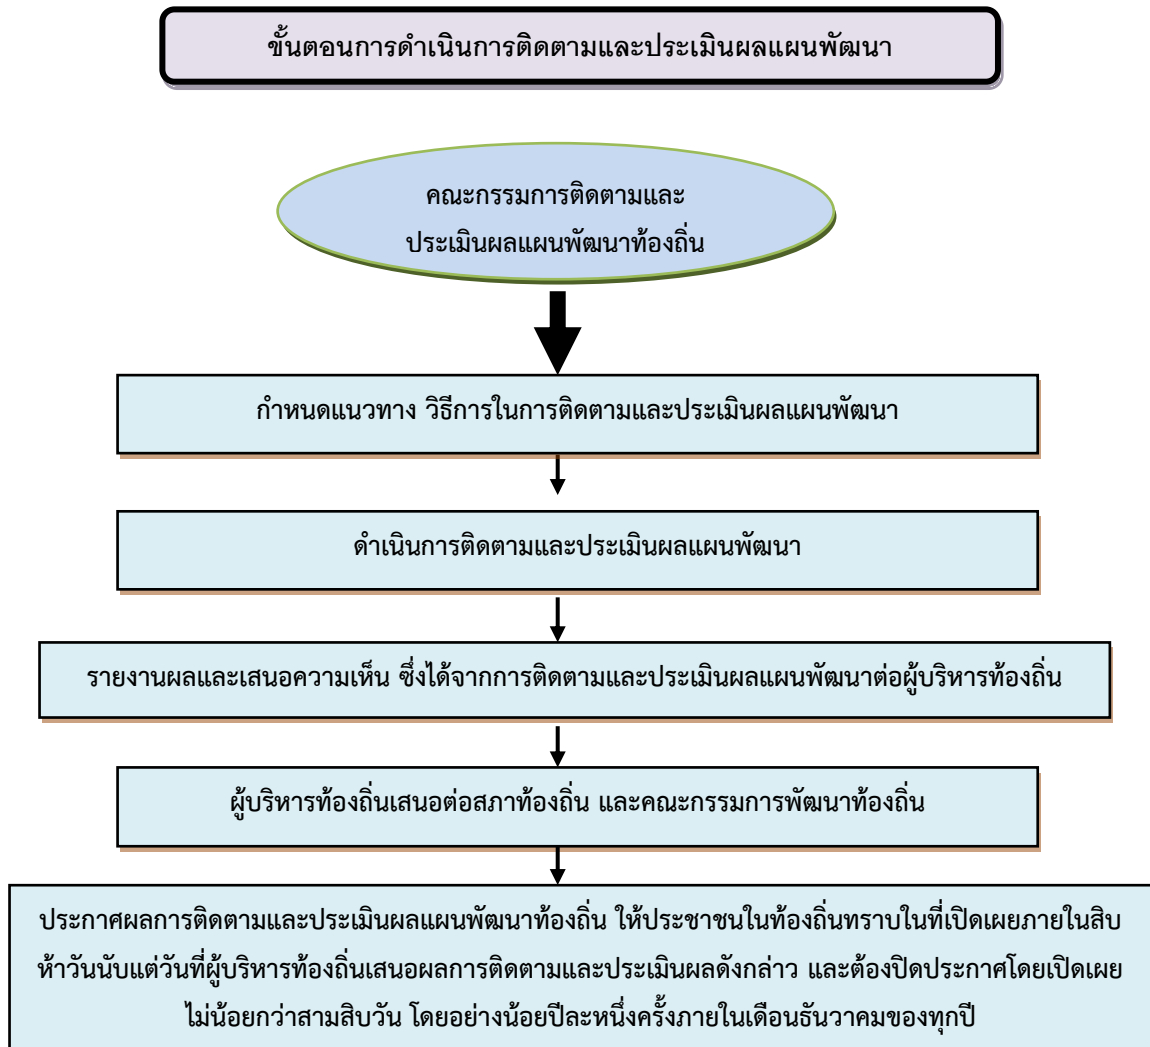 ขั้นตอนการดำเนินการติดตามและประเมินผลแผนพัฒนา
คณะกรรมการติดตามและ
ประเมินผลแผนพัฒนาท้องถิ่น
กำหนดแนวทาง วิธีการในการติดตามและประเมินผลแผนพัฒนา
ดำเนินการติดตามและประเมินผลแผนพัฒนา
รายงานผลและเสนอความเห็น ซึ่งได้จากการติดตามและประเมินผลแผนพัฒนาต่อผู้บริหารท้องถิ่น
ผู้บริหารท้องถิ่นเสนอต่อสภาท้องถิ่น และคณะกรรมการพัฒนาท้องถิ่น
ประกาศผลการติดตามและประเมินผลแผนพัฒนาท้องถิ่น ให้ประชาชนในท้องถิ่นทราบในที่เปิดเผยภายในสิบ
ห้าวันนับแต่วันที่ผู้บริหารท้องถิ่นเสนอผลการติดตามและประเมินผลดังกล่าว และต้องปิดประกาศโดยเปิดเผย
ไม่น้อยกว่าสามสิบวัน โดยอย่างน้อยปีละหนึ่งครั้งภายในเดือนธันวาคมของทุกปี